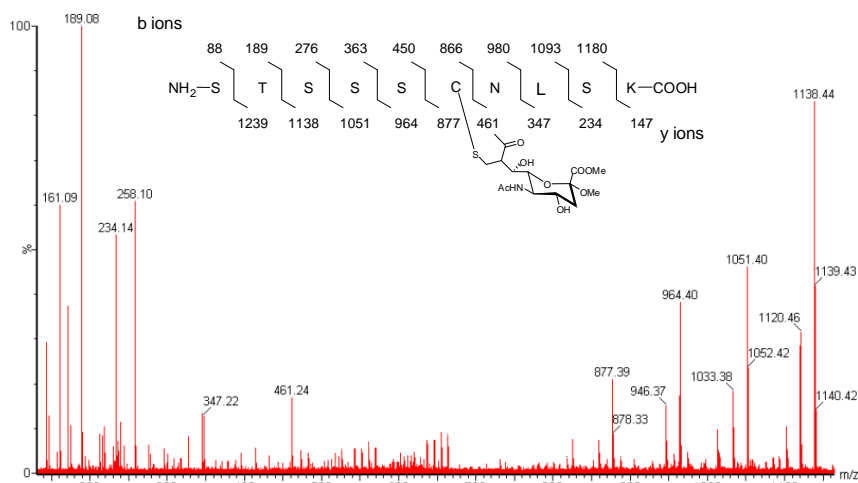 b ions
88 189 276 363 450 866 980 1093 1180
NH2-S T S S S C N L S K-COOH
1239 1138 1051 964 877 461 347 234 147
y ions
O
S
OH
COOMe
O
AcHN
OMe
OH
100
%
0
189.08
161.09
234.14
258.10
347.22
461.24
877.39
878.33
946.37
964.40
1033.38
1051.40
1052.42
1120.46
1138.44
1139.43
1140.42
m/z